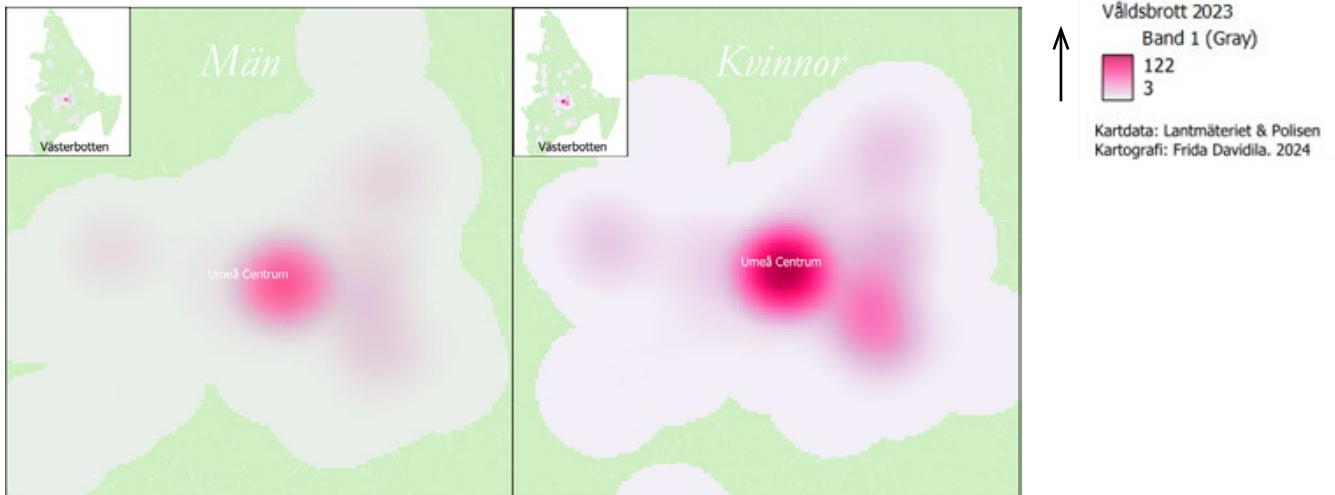 Män
Västerbotten
Umeå Centrum
Kvinnor
Västerbotten
Umeå Centrum
Våldsbrott 2023
Band 1 (Gray)
122
3
Kartdata: Lantmäteriet & Polisen
Kartografi: Frida Davidila. 2024